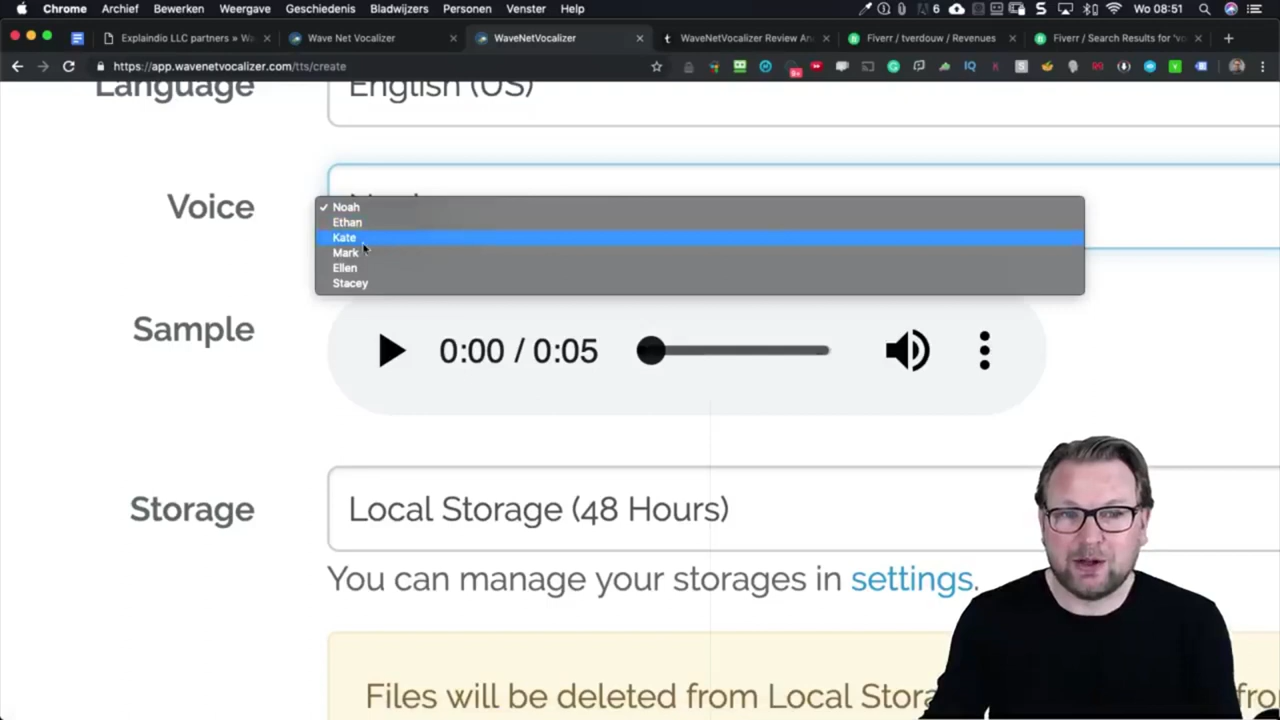 Chrome Archief Bewerken Weergave Geschiedenis Bladwijzers Personen Venster Help 6 Wo 08:51
Explaindio LLC partners » Wa
Wave Net Vocalizer
WaveNetVocalizer
WaveNetVocalizer Review An
Fiverr / tverdouw / Revenues
Fiverr / Search Results for 'vo
https://app.wavenetvocalizer.com/tts/create
Language English (US)
Voice
Noah
Ethan
Kate
Mark
Ellen
Stacey
Sample 0:00 / 0:05
Storage Local Storage (48 Hours)
You can manage your storages in settings.
Files will be deleted from Local Stora